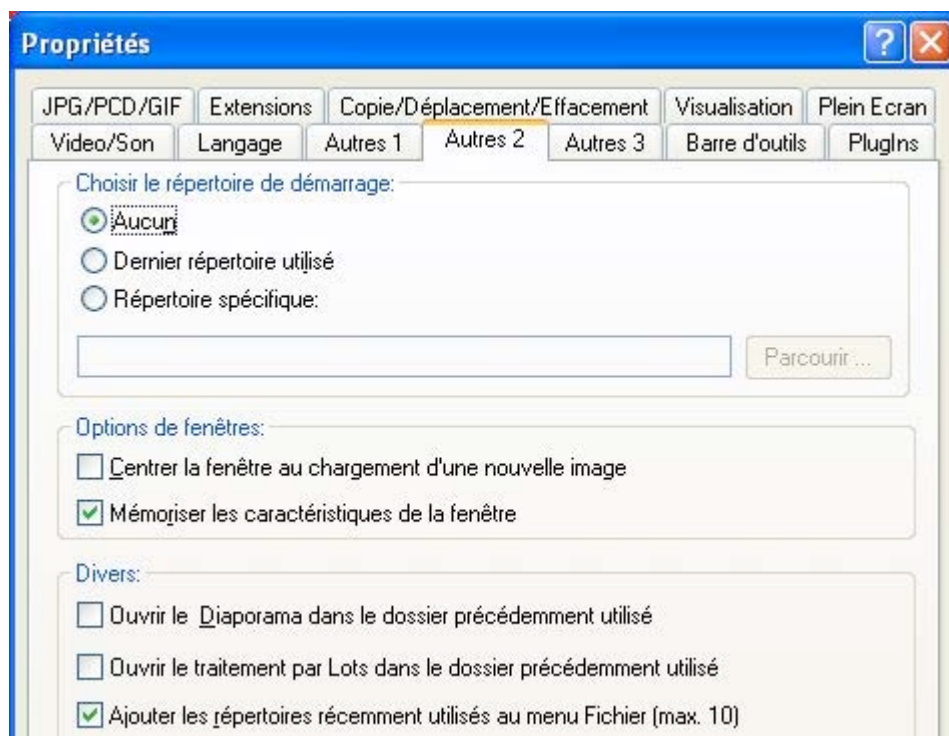 Propriétés
JPG/PCD/GIF Extensions Copie/Déplacement/Effacement Visualisation Plein Ecran
Video/Son Langage Autres 1 Autres 2 Autres 3 Barre d'outils PlugIns
Choisir le répertoire de démarrage:
Aucun
Dernier répertoire utilisé
Répertoire spécifique:
Parcourir ...
Options de fenêtres:
Centrer la fenêtre au chargement d'une nouvelle image
Mémoriser les caractéristiques de la fenêtre
Divers:
Ouvrir le Diaporama dans le dossier précédemment utilisé
Ouvrir le traitement par Lots dans le dossier précédemment utilisé
Ajouter les répertoires récemment utilisés au menu Fichier (max. 10)